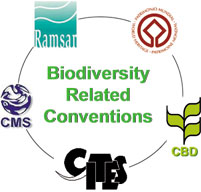 Ramsar
Biodiversity
Related
Conventions
CMS
CBD
CITES